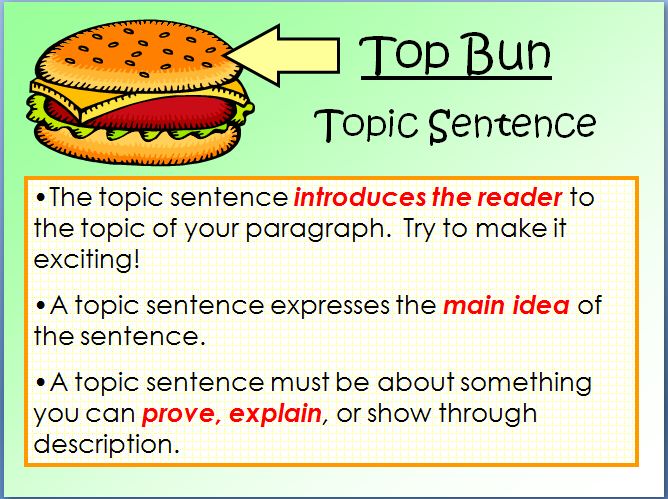 Top Bun
Topic Sentence
•The topic sentence introduces the reader to
the topic of your paragraph.  Try to make it
exciting!
•A topic sentence expresses the main idea of
the sentence.
•A topic sentence must be about something
you can prove, explain, or show through
description.